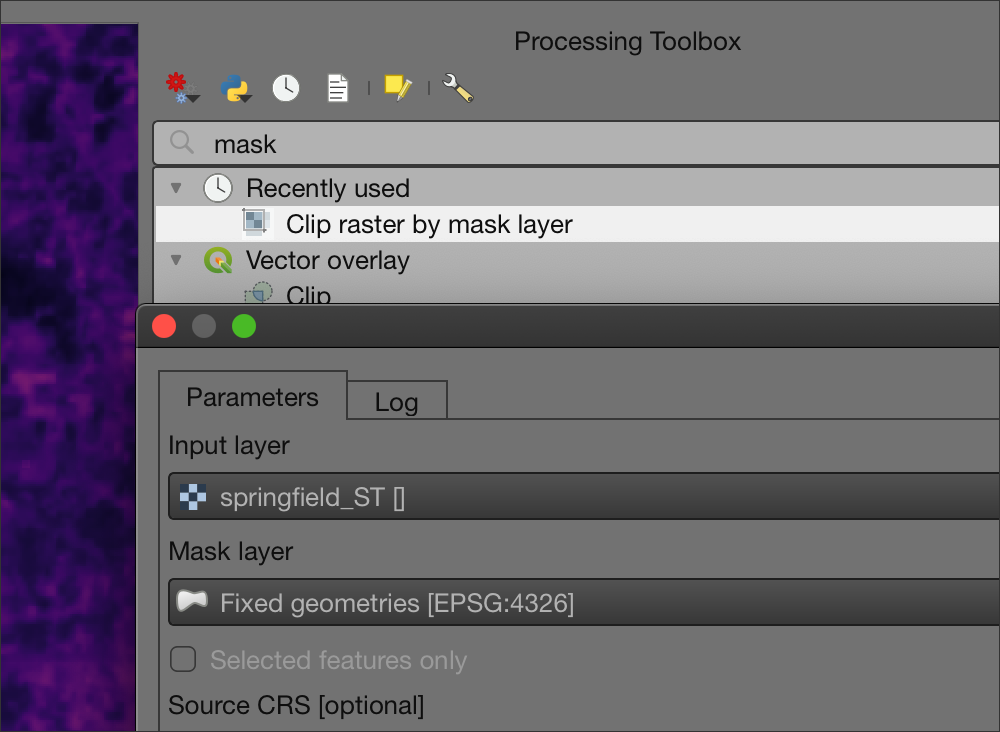 Processing Toolbox
mask
Recently used
Clip raster by mask layer
Vector overlay
Clip
Parameters
Log
Input layer
springfield_ST []
Mask layer
Fixed geometries [EPSG:4326]
Selected features only
Source CRS [optional]